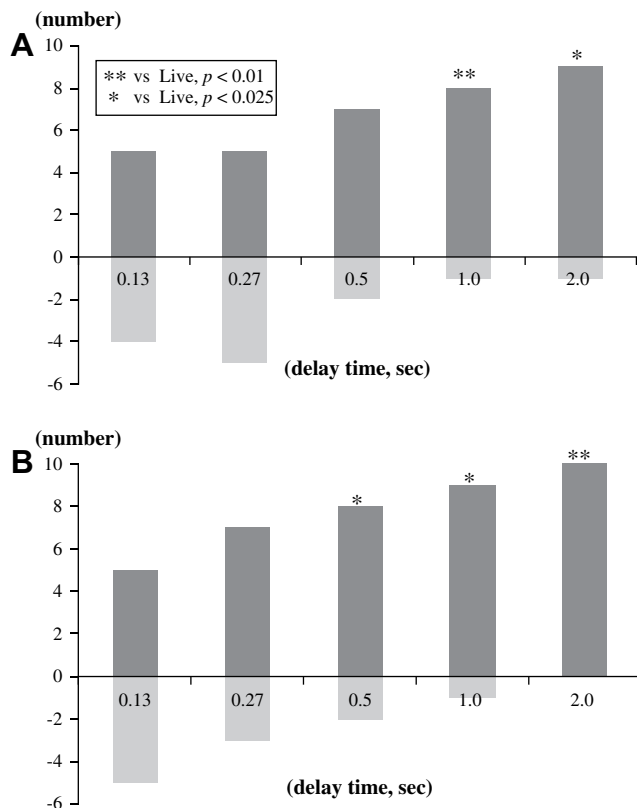 (number)
A
10
** vs Live, p < 0.01
* vs Live, p < 0.025
** *
8
6
4
2
0
0.13 0.27 0.5 1.0 2.0
-2
-4
(delay time, sec)
-6
(number)
B
10
* * **
8
6
4
2
0
0.13 0.27 0.5 1.0 2.0
-2
-4
(delay time, sec)
-6